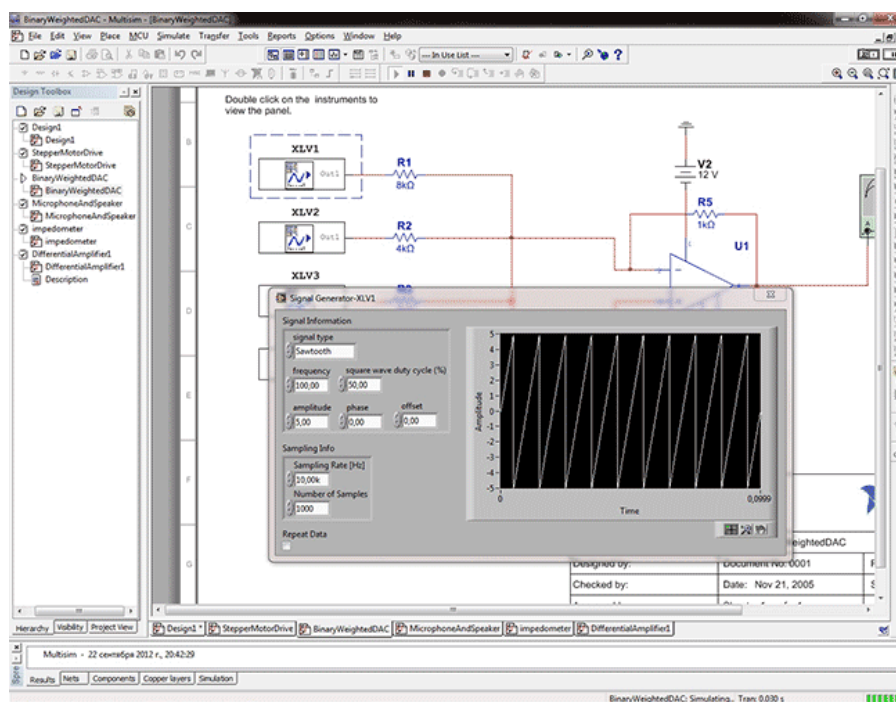 BinaryWeightedDAC - Multisim - [BinaryWeightedDAC]
File Edit View Place MCU Simulate Transfer Tools Reports Options Window Help
--- In Use List ---
Design Toolbox
Design1
Design1
StepperMotorDrive
StepperMotorDrive
BinaryWeightedDAC
BinaryWeightedDAC
MicrophoneAndSpeaker
MicrophoneAndSpeaker
impedometer
impedometer
DifferentialAmplifier1
DifferentialAmplifier1
Description
Hierarchy Visibility Project View
Double click on the instruments to
view the panel.
B
C
D
E
F
G
XLV1
Out1
R1
8kΩ
XLV2
Out1
R2
4kΩ
XLV3
V2
12 V
R5
1kΩ
U1
A
Signal Generator-XLV1
Signal Information
signal type
Sawtooth
frequency square wave duty cycle (%)
100,00 50,00
amplitude phase offset
5,00 0,00 0,00
Sampling Info
Sampling Rate [Hz]
10,00k
Number of Samples
1000
Repeat Data
Amplitude
5
4
3
2
1
0
-1
-2
-3
-4
-5
0 0,0999
Time
eightedDAC
Designed by: Document No: 0001
Checked by: Date: Nov 21, 2005
Design1 * StepperMotorDrive BinaryWeightedDAC MicrophoneAndSpeaker impedometer DifferentialAmplifier1
Multisim - 22 сентября 2012 г., 20:42:29
Results Nets Components Copper layers Simulation
BinaryWeightedDAC: Simulating... Tran: 0.030 s